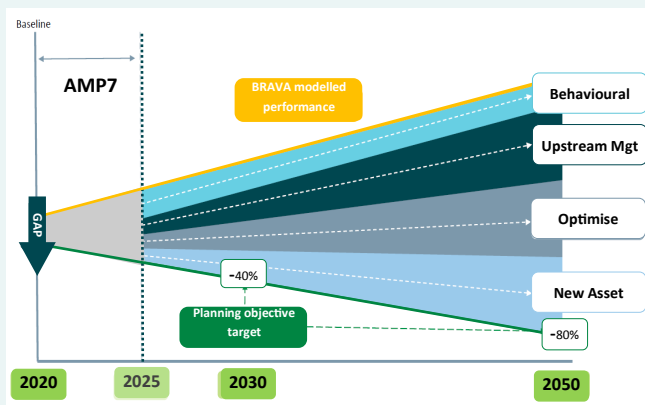 Baseline
AMP7
BRAVA modelled
performance
Behavioural
Upstream Mgt
Optimise
New Asset
GAP
-40%
Planning objective
target
-80%
2020
2025
2030
2050